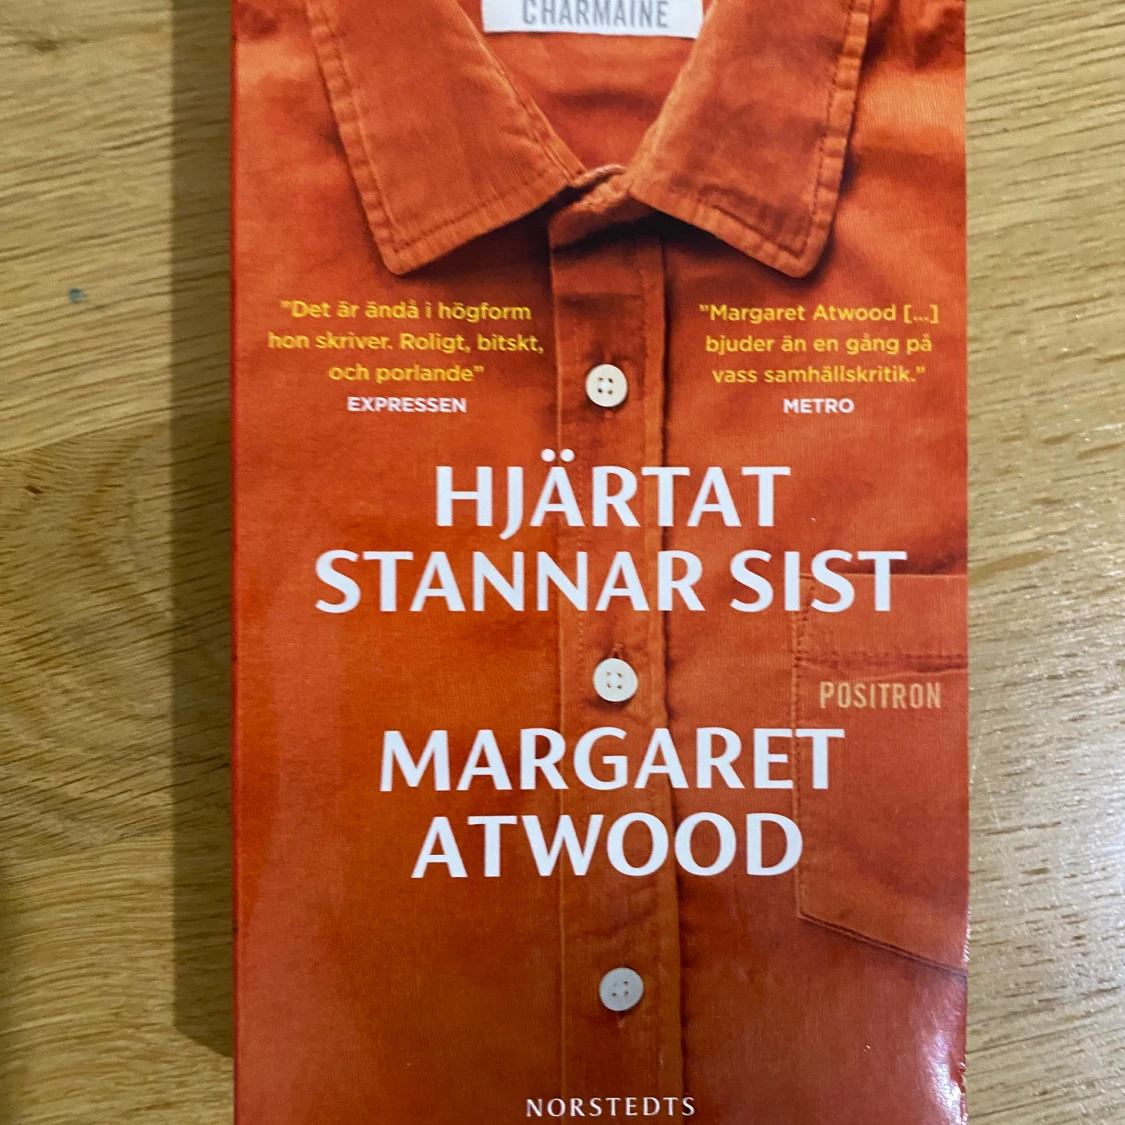 CHARMAINE
"Det är ändå i högform
hon skriver. Roligt, bitskt,
och porlande"
EXPRESSEN
"Margaret Atwood [...]
bjuder än en gång på
vass samhällskritik."
METRO
HJÄRTAT
STANNAR SIST
POSITRON
MARGARET
ATWOOD
NORSTEDTS